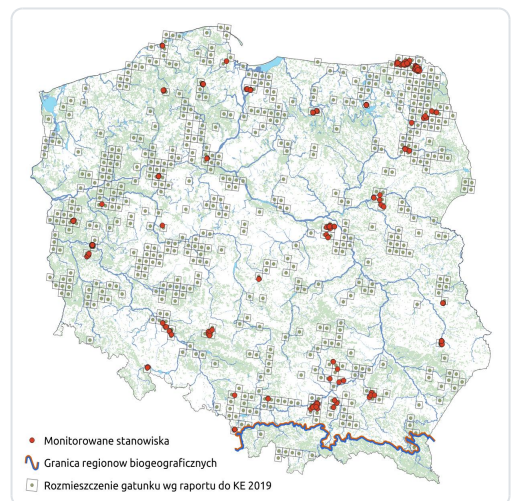 Monitorowane stanowiska
Granica regionow biogeograficznych
Rozmieszczenie gatunku wg raportu do KE 2019